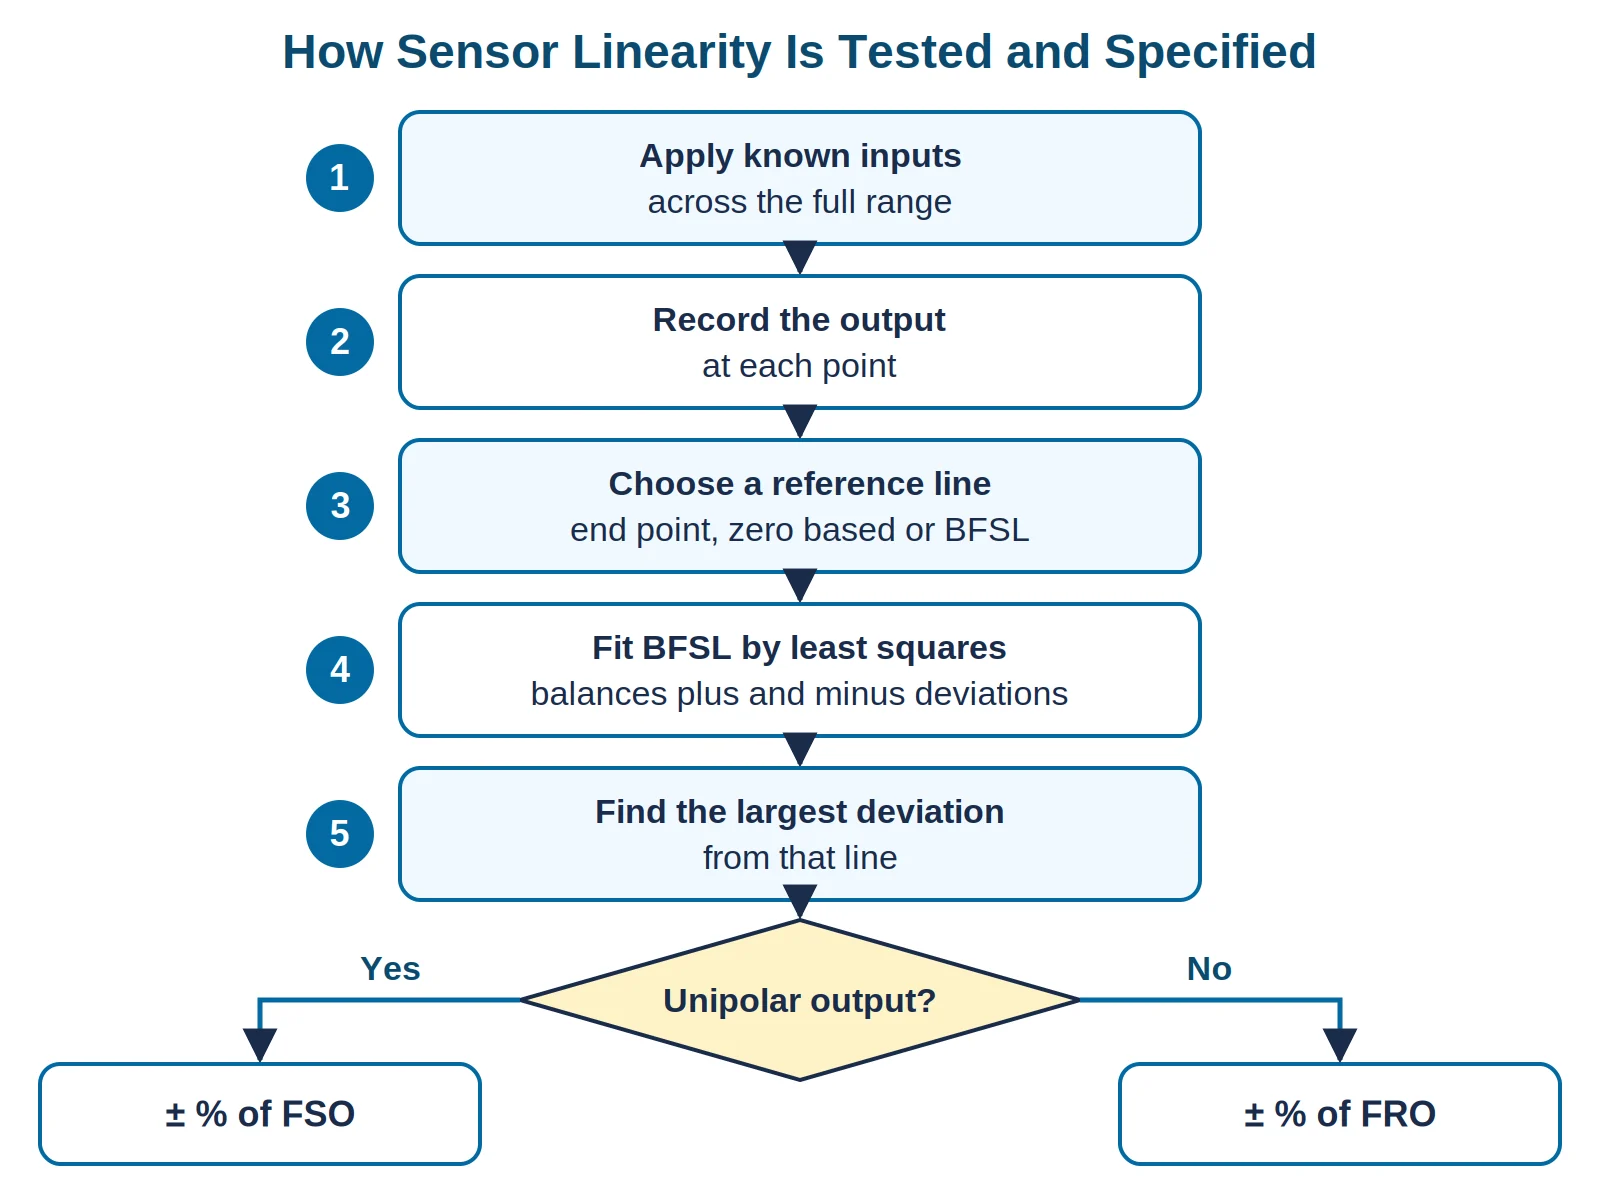 How Sensor Linearity Is Tested and Specified
1
Apply known inputs
across the full range
2
Record the output
at each point
3
Choose a reference line
end point, zero based or BFSL
4
Fit BFSL by least squares
balances plus and minus deviations
5
Find the largest deviation
from that line
Yes
No
Unipolar output?
± % of FSO
± % of FRO